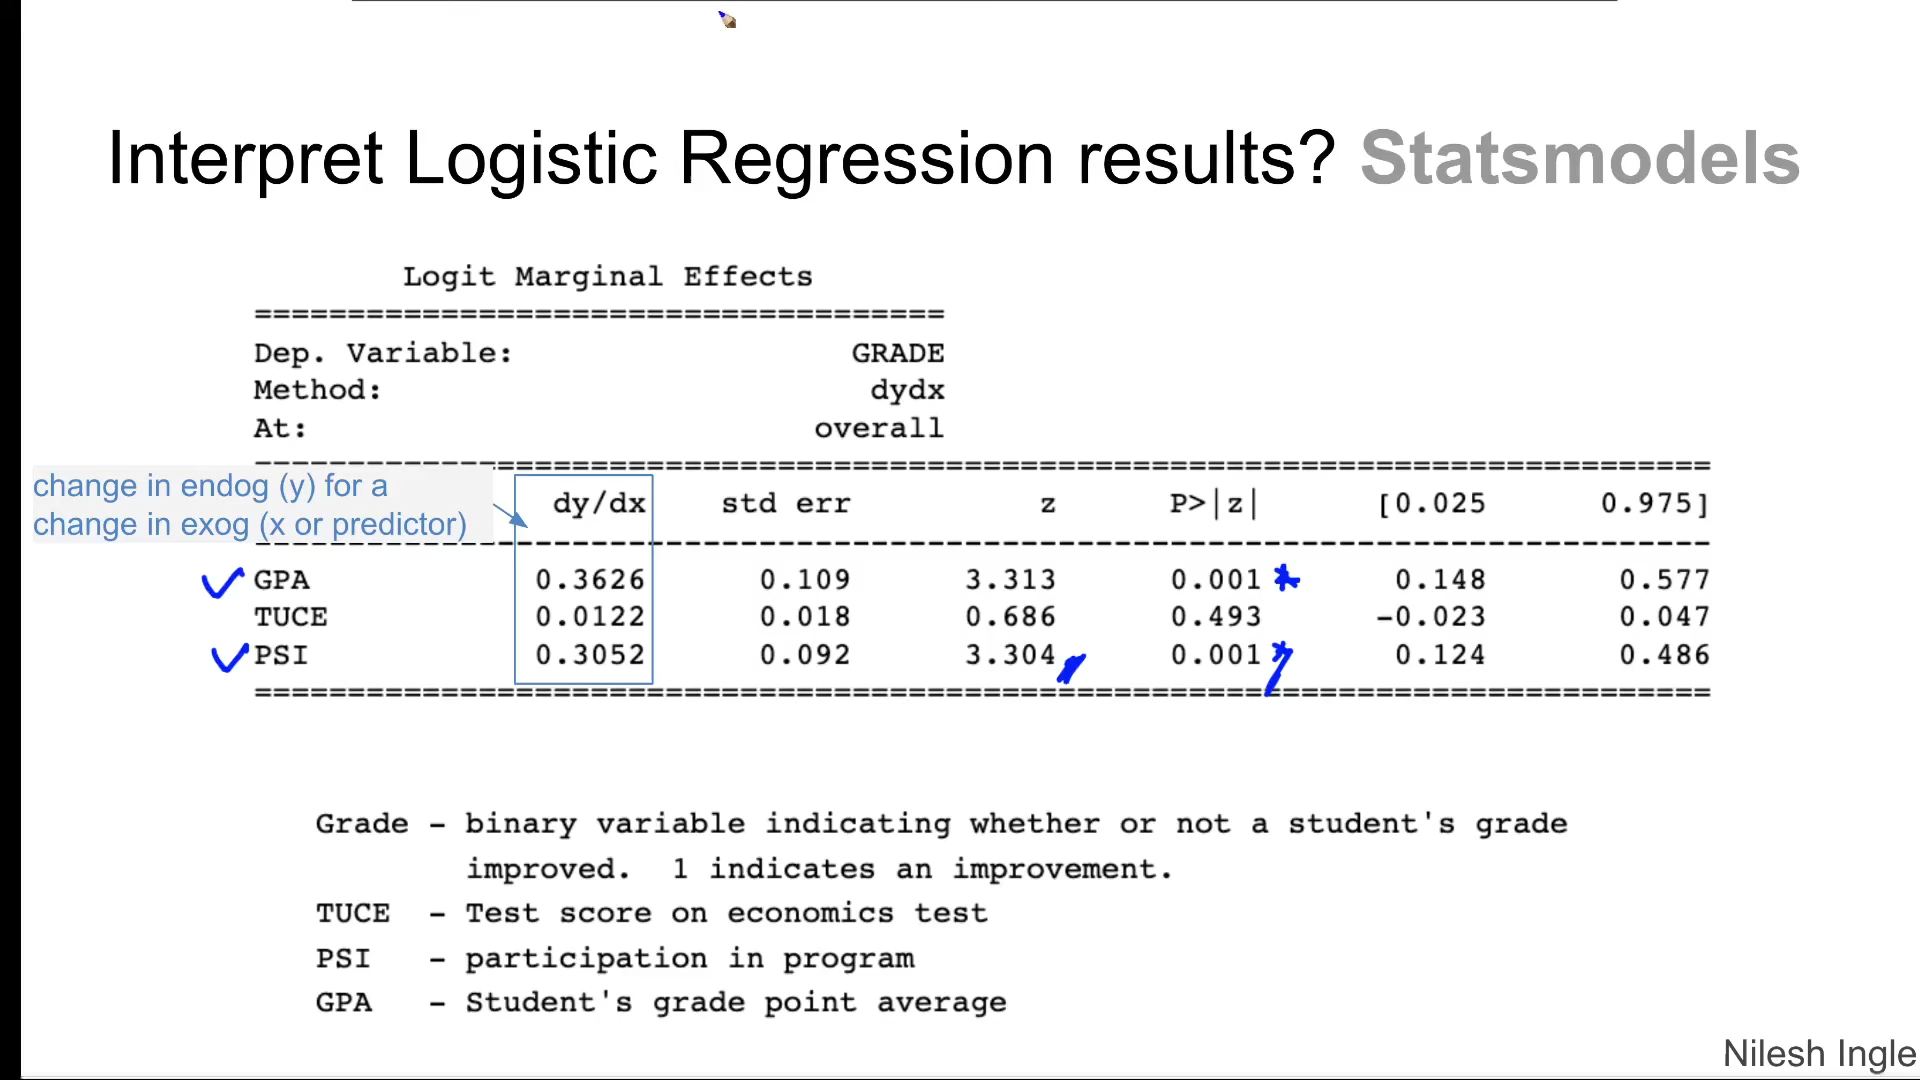 Interpret Logistic Regression results? Statsmodels
Logit Marginal Effects
=====================================
Dep. Variable: GRADE
Method: dydx
At: overall
==============================================================================
change in endog (y) for a
change in exog (x or predictor)
dy/dx std err z P>|z| [0.025 0.975]
------------------------------------------------------------------------------
GPA 0.3626 0.109 3.313 0.001 * 0.148 0.577
TUCE 0.0122 0.018 0.686 0.493 -0.023 0.047
PSI 0.3052 0.092 3.304 0.001 * 0.124 0.486
==============================================================================
Grade - binary variable indicating whether or not a student's grade
improved. 1 indicates an improvement.
TUCE - Test score on economics test
PSI - participation in program
GPA - Student's grade point average
Nilesh Ingle